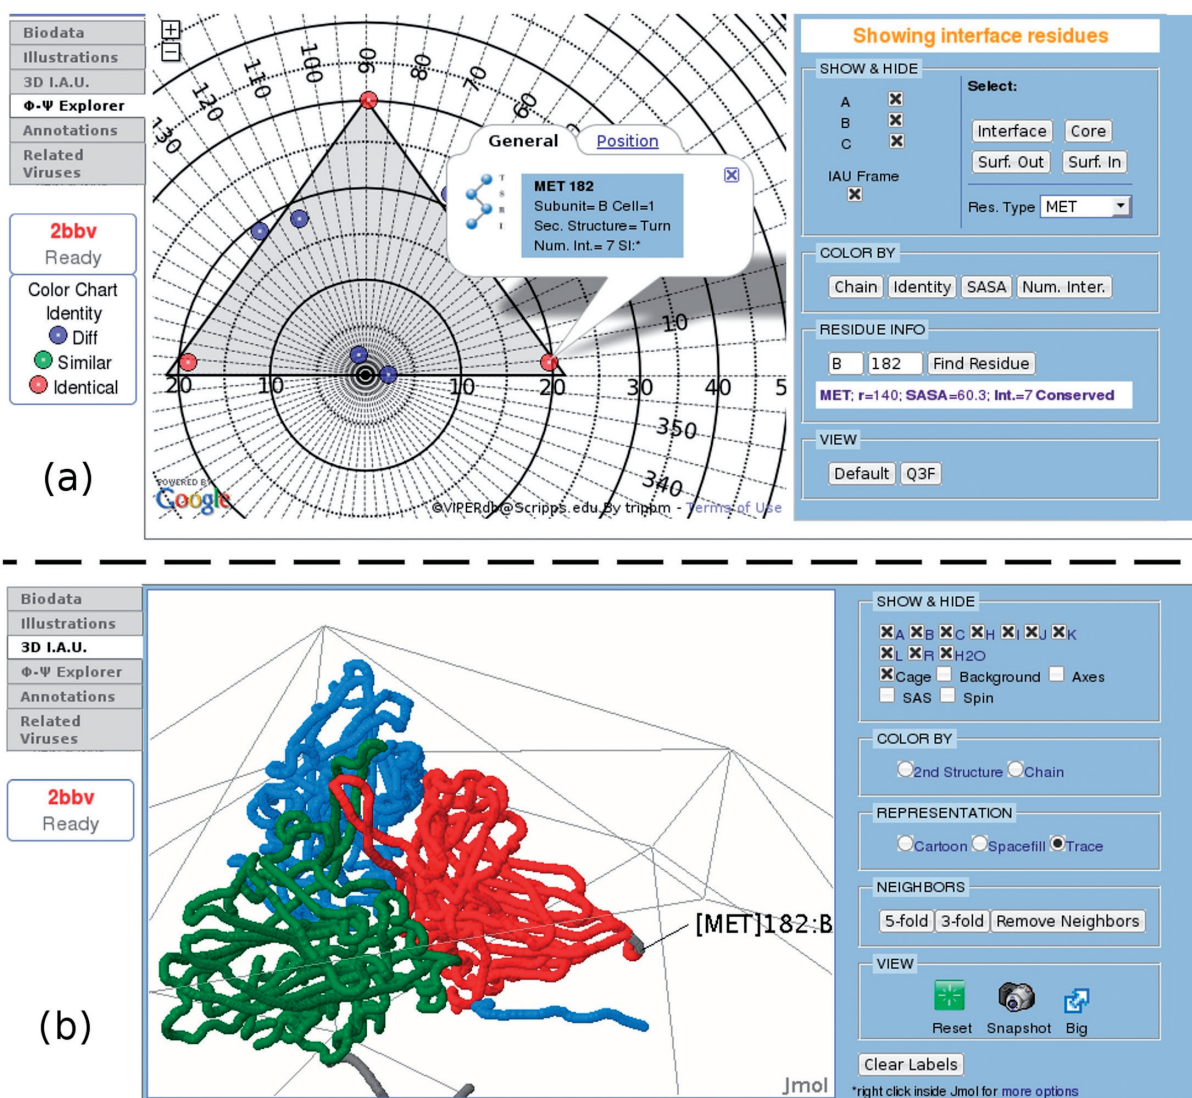 Biodata
Illustrations
3D I.A.U.
Φ-Ψ Explorer
Annotations
Related
Viruses
2bbv
Ready
Color Chart
Identity
Diff
Similar
Identical
(a)
+
−
130
120
110
100
90
80
70
60
10
20
10
10
20
30
40
5
350
340
General
Position
T
S
R
I
MET 182
Subunit= B Cell=1
Sec. Structure= Turn
Num. Int.= 7 SI:*
POWERED BY
Google
©VIPERdb@Scripps.edu By tripbm - Terms of Use
Showing interface residues
SHOW & HIDE
A
B
C
IAU Frame
Select:
Interface Core
Surf. Out Surf. In
Res. Type MET
COLOR BY
Chain Identity SASA Num. Inter.
RESIDUE INFO
B 182 Find Residue
MET; r=140; SASA=60.3; Int.=7 Conserved
VIEW
Default Q3F
Biodata
Illustrations
3D I.A.U.
Φ-Ψ Explorer
Annotations
Related
Viruses
2bbv
Ready
(b)
[MET]182:B
Jmol
SHOW & HIDE
A B C H I J K
L R H2O
Cage Background Axes
SAS Spin
COLOR BY
2nd Structure Chain
REPRESENTATION
Cartoon Spacefill Trace
NEIGHBORS
5-fold 3-fold Remove Neighbors
VIEW
Reset Snapshot Big
Clear Labels
*right click inside Jmol for more options